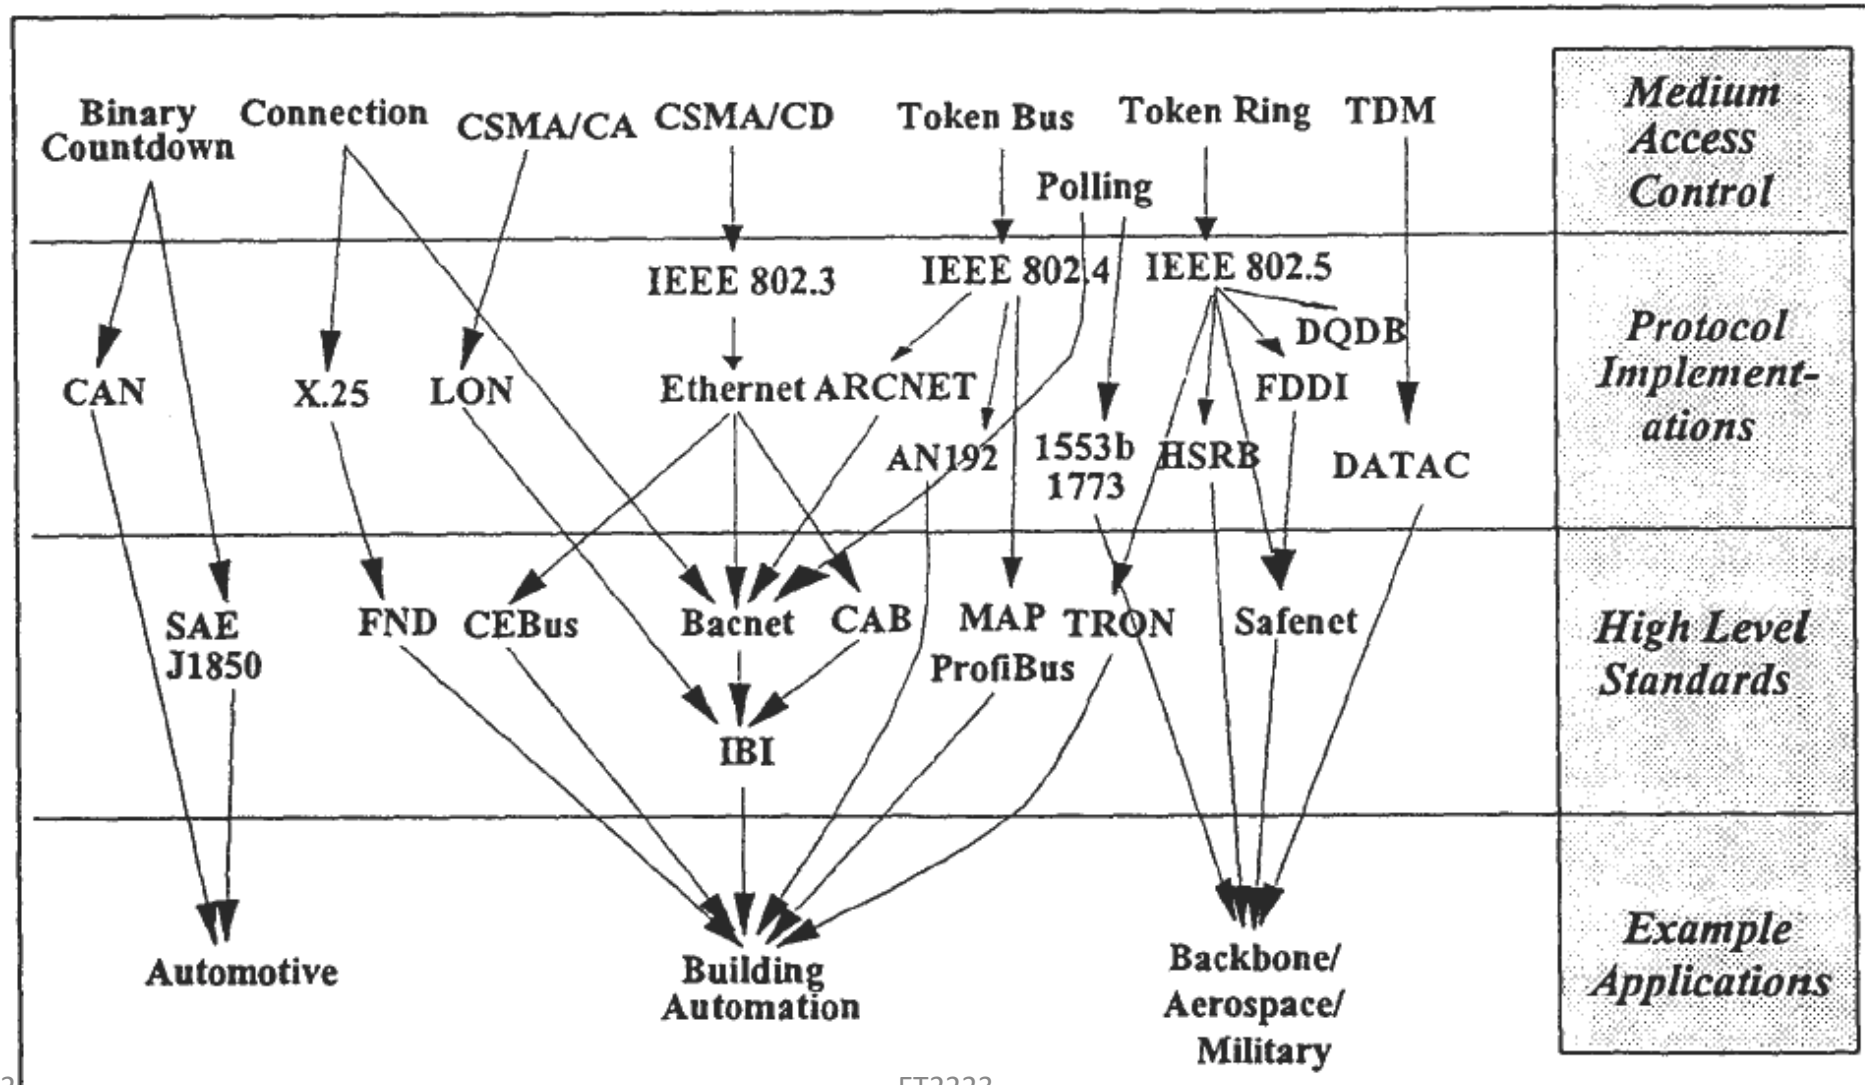 Binary
Countdown
Connection
CSMA/CA
CSMA/CD
Token Bus
Token Ring
TDM
Polling
Medium
Access
Control
IEEE 802.3
IEEE 802.4
IEEE 802.5
DQDB
CAN
X.25
LON
Ethernet
ARCNET
FDDI
AN192
1553b
1773
HSRB
DATAC
Protocol
Implement-
ations
SAE
J1850
FND
CEBus
Bacnet
CAB
MAP
ProfiBus
TRON
Safenet
IBI
High Level
Standards
Automotive
Building
Automation
Backbone/
Aerospace/
Military
Example
Applications